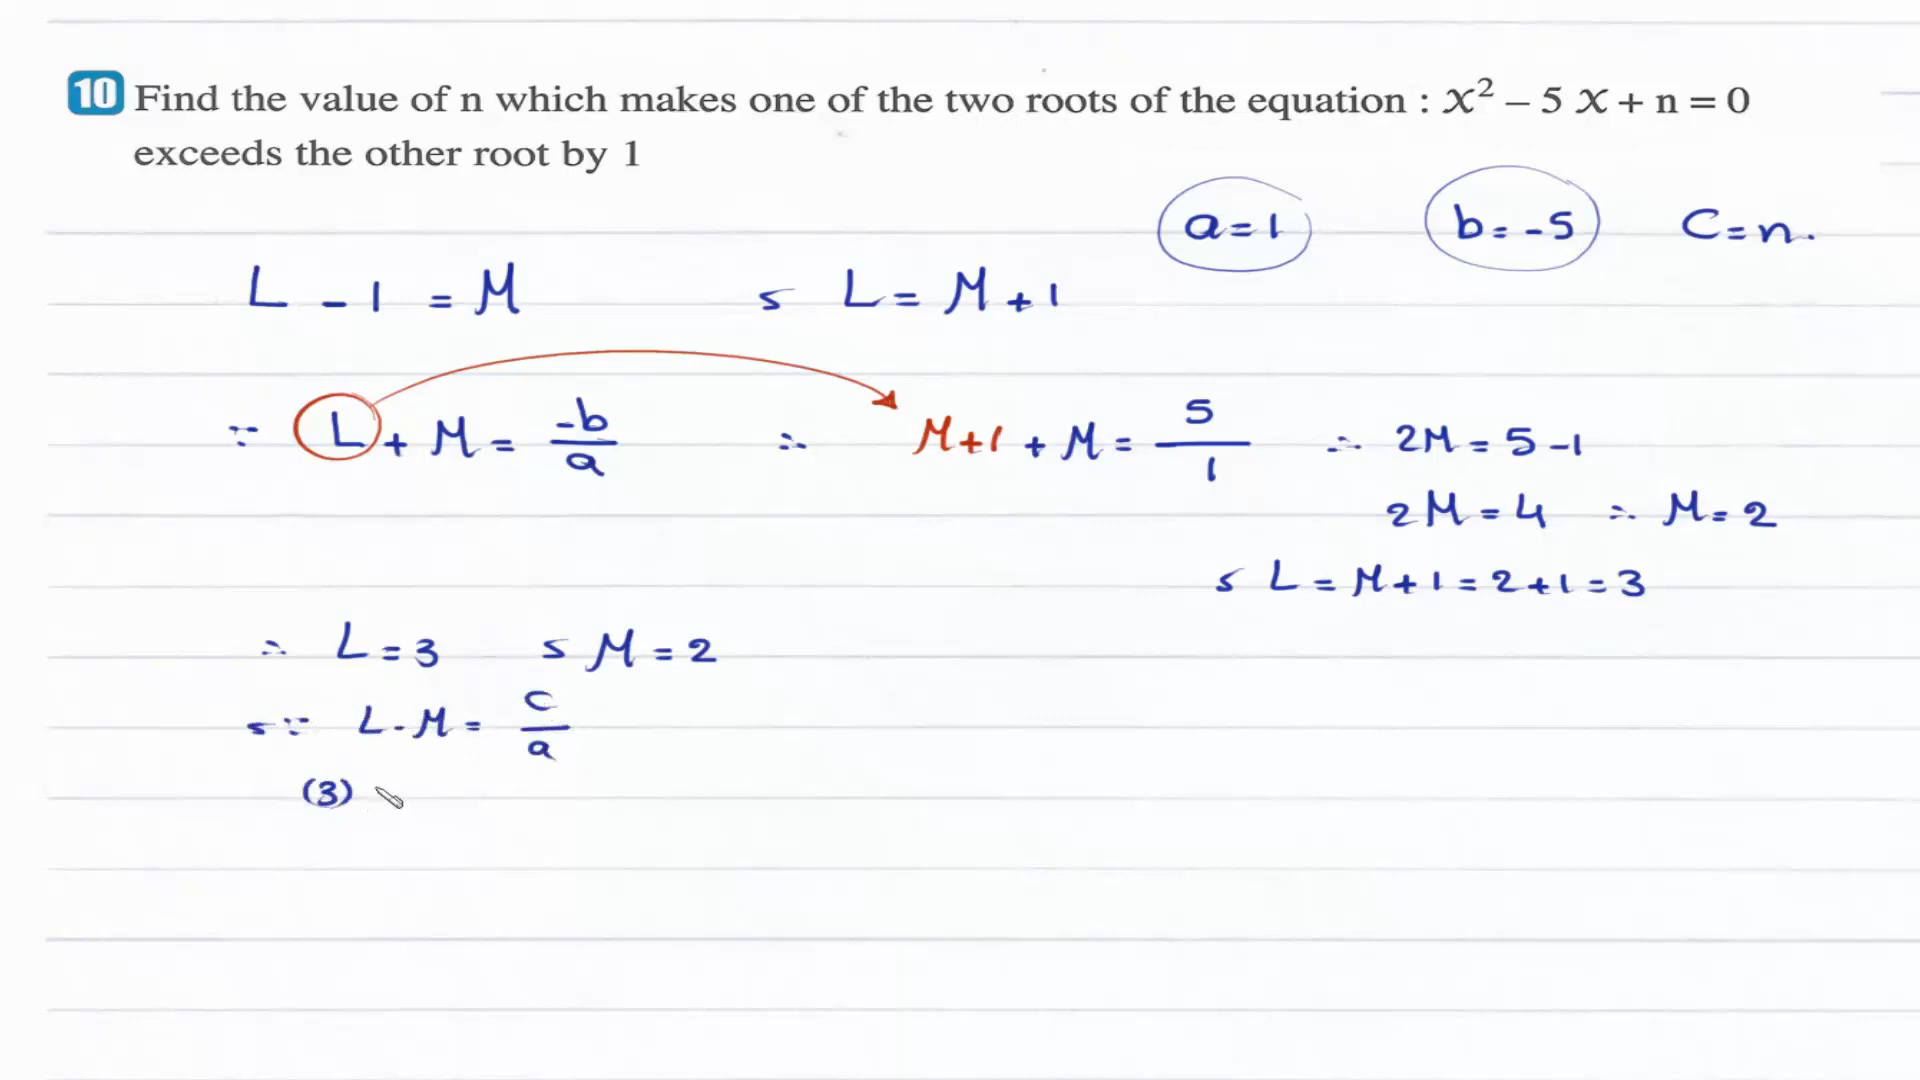 10 Find the value of n which makes one of the two roots of the equation : x² – 5 x + n = 0
exceeds the other root by 1
a = 1 b = -5 C = n.
L - 1 = M , L = M + 1
∵ L + M = -b/a ∴ M+1 + M = 5/1 ∴ 2M = 5 - 1
2M = 4 ∴ M = 2
, L = M + 1 = 2 + 1 = 3
∴ L = 3 , M = 2
, ∵ L . M = C/a
(3)